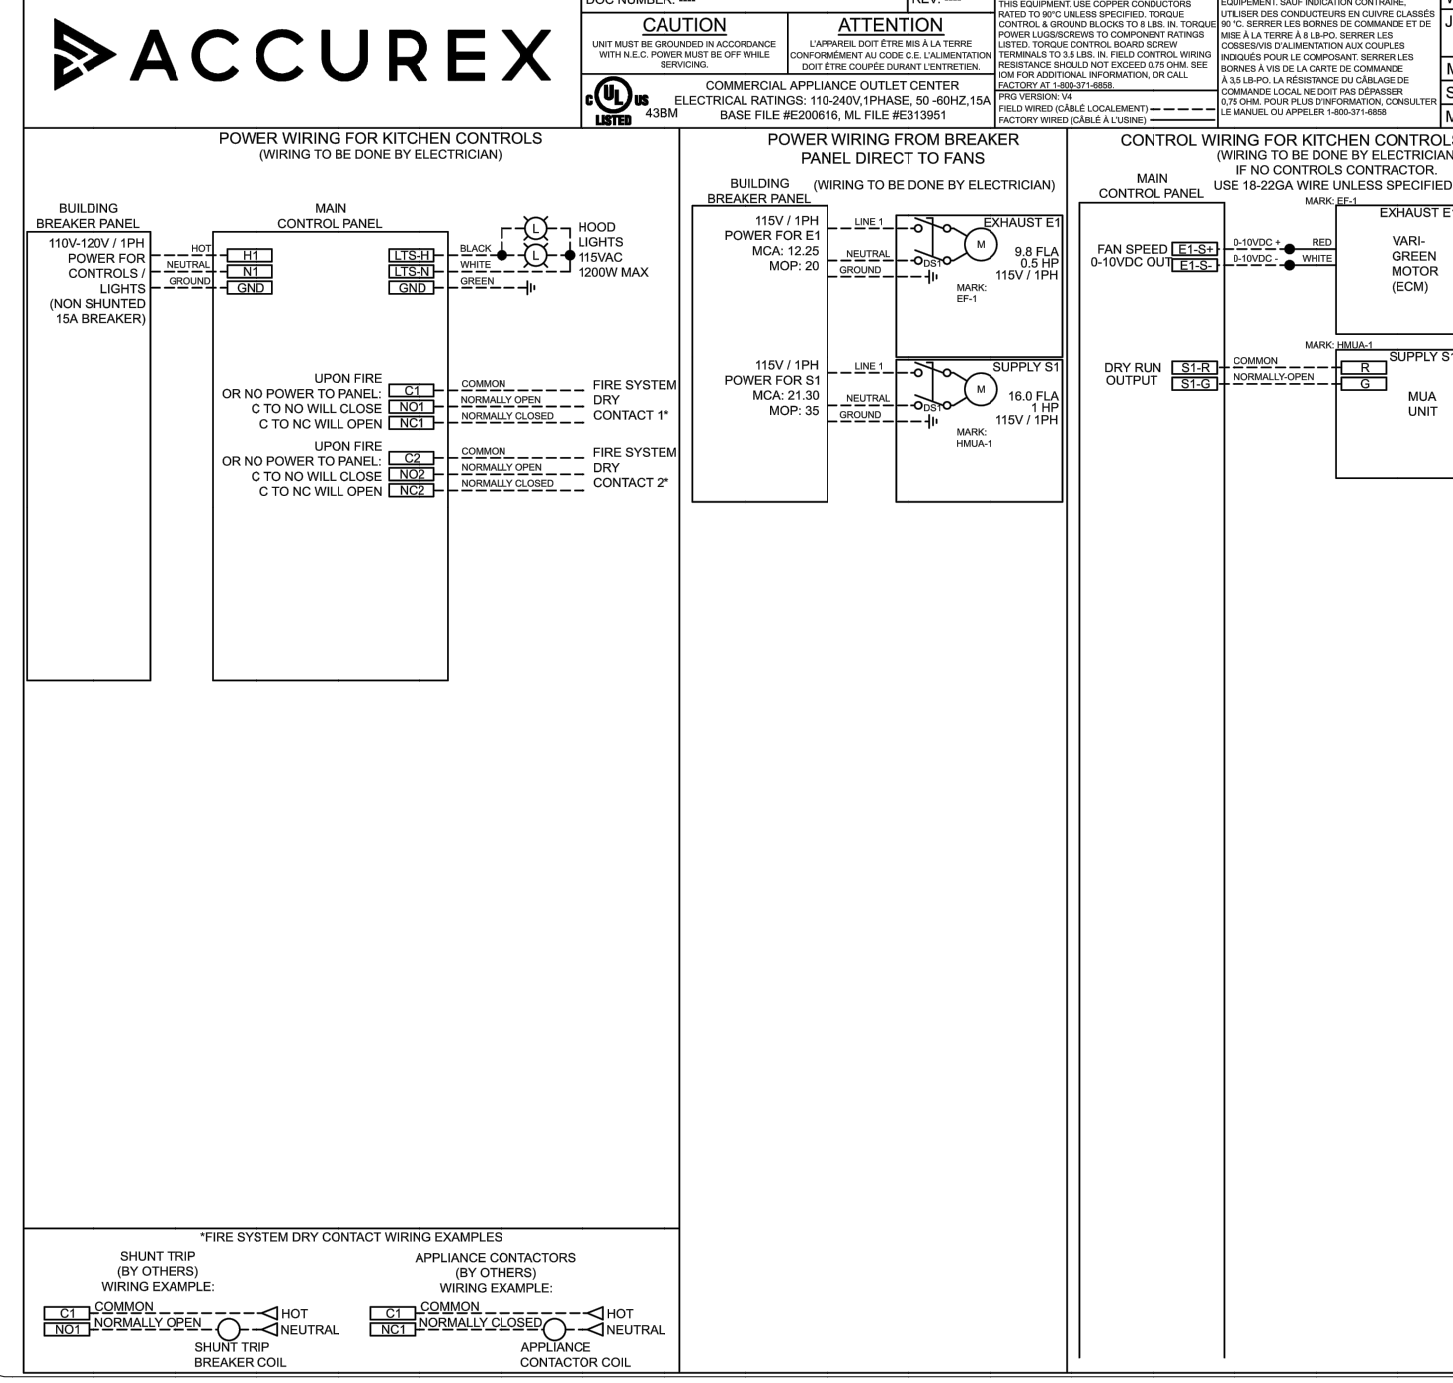 DOC NUMBER: ----
REV: ----
ACCUREX
CAUTION
UNIT MUST BE GROUNDED IN ACCORDANCE
WITH N.E.C. POWER MUST BE OFF WHILE
SERVICING.
ATTENTION
L'APPAREIL DOIT ÊTRE MIS À LA TERRE
CONFORMÉMENT AU CODE C.E. L'ALIMENTATION
DOIT ÊTRE COUPÉE DURANT L'ENTRETIEN.
C UL US
LISTED
43BM
COMMERCIAL APPLIANCE OUTLET CENTER
ELECTRICAL RATINGS: 110-240V,1PHASE, 50 -60HZ,15A
BASE FILE #E200616, ML FILE #E313951
THIS EQUIPMENT. USE COPPER CONDUCTORS
RATED TO 90°C UNLESS SPECIFIED. TORQUE
CONTROL & GROUND BLOCKS TO 8 LBS. IN. TORQUE
POWER LUGS/SCREWS TO COMPONENT RATINGS
LISTED. TORQUE CONTROL BOARD SCREW
TERMINALS TO 3.5 LBS. IN. FIELD CONTROL WIRING
RESISTANCE SHOULD NOT EXCEED 0.75 OHM. SEE
IOM FOR ADDITIONAL INFORMATION, OR CALL
FACTORY AT 1-800-371-6858.
PRG VERSION: V4
FIELD WIRED (CÂBLÉ LOCALEMENT)
FACTORY WIRED (CÂBLÉ À L'USINE)
ÉQUIPEMENT. SAUF INDICATION CONTRAIRE,
UTILISER DES CONDUCTEURS EN CUIVRE CLASSÉS
90 °C. SERRER LES BORNES DE COMMANDE ET DE
MISE À LA TERRE À 8 LB-PO. SERRER LES
COSSES/VIS D'ALIMENTATION AUX COUPLES
INDIQUÉS POUR LE COMPOSANT. SERRER LES
BORNES À VIS DE LA CARTE DE COMMANDE
À 3,5 LB-PO. LA RÉSISTANCE DU CÂBLAGE DE
COMMANDE LOCAL NE DOIT PAS DÉPASSER
0,75 OHM. POUR PLUS D'INFORMATION, CONSULTER
LE MANUEL OU APPELER 1-800-371-6858
POWER WIRING FOR KITCHEN CONTROLS
(WIRING TO BE DONE BY ELECTRICIAN)
BUILDING
BREAKER PANEL
MAIN
CONTROL PANEL
110V-120V / 1PH
POWER FOR
CONTROLS /
LIGHTS
(NON SHUNTED
15A BREAKER)
HOT
H1
NEUTRAL
N1
GROUND
GND
LTS-H
BLACK
LTS-N
WHITE
GND
GREEN
L
L
HOOD
LIGHTS
115VAC
1200W MAX
UPON FIRE
OR NO POWER TO PANEL:
C TO NO WILL CLOSE
C TO NC WILL OPEN
C1
COMMON
NO1
NORMALLY OPEN
NC1
NORMALLY CLOSED
FIRE SYSTEM
DRY
CONTACT 1*
UPON FIRE
OR NO POWER TO PANEL:
C TO NO WILL CLOSE
C TO NC WILL OPEN
C2
COMMON
NO2
NORMALLY OPEN
NC2
NORMALLY CLOSED
FIRE SYSTEM
DRY
CONTACT 2*
POWER WIRING FROM BREAKER
PANEL DIRECT TO FANS
BUILDING
BREAKER PANEL
(WIRING TO BE DONE BY ELECTRICIAN)
115V / 1PH
POWER FOR E1
MCA: 12.25
MOP: 20
LINE 1
NEUTRAL
GROUND
DS1
M
EXHAUST E1
9.8 FLA
0.5 HP
115V / 1PH
MARK:
EF-1
115V / 1PH
POWER FOR S1
MCA: 21.30
MOP: 35
LINE 1
NEUTRAL
GROUND
DS1
M
SUPPLY S1
16.0 FLA
1 HP
115V / 1PH
MARK:
HMUA-1
CONTROL WIRING FOR KITCHEN CONTROLS
(WIRING TO BE DONE BY ELECTRICIAN
IF NO CONTROLS CONTRACTOR.
USE 18-22GA WIRE UNLESS SPECIFIED
MAIN
CONTROL PANEL
MARK: EF-1
EXHAUST E1
FAN SPEED
0-10VDC OUT
E1-S+
0-10VDC +
RED
E1-S-
0-10VDC -
WHITE
VARI-
GREEN
MOTOR
(ECM)
MARK: HMUA-1
SUPPLY S1
DRY RUN
OUTPUT
S1-R
COMMON
R
S1-G
NORMALLY-OPEN
G
MUA
UNIT
*FIRE SYSTEM DRY CONTACT WIRING EXAMPLES
SHUNT TRIP
(BY OTHERS)
WIRING EXAMPLE:
C1
COMMON
HOT
NO1
NORMALLY OPEN
NEUTRAL
SHUNT TRIP
BREAKER COIL
APPLIANCE CONTACTORS
(BY OTHERS)
WIRING EXAMPLE:
C1
COMMON
HOT
NC1
NORMALLY CLOSED
NEUTRAL
APPLIANCE
CONTACTOR COIL